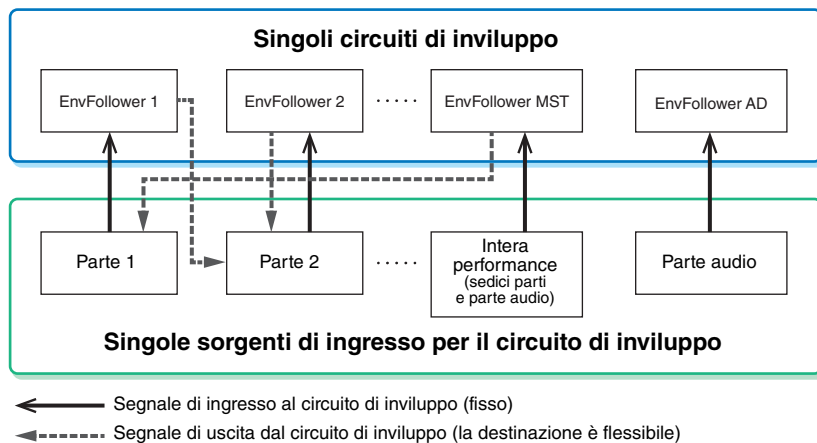 Singoli circuiti di inviluppo
EnvFollower 1
EnvFollower 2
.....
EnvFollower MST
EnvFollower AD
Parte 1
Parte 2
.....
Intera
performance
(sedici parti
e parte audio)
Parte audio
Singole sorgenti di ingresso per il circuito di inviluppo
Segnale di ingresso al circuito di inviluppo (fisso)
Segnale di uscita dal circuito di inviluppo (la destinazione è flessibile)